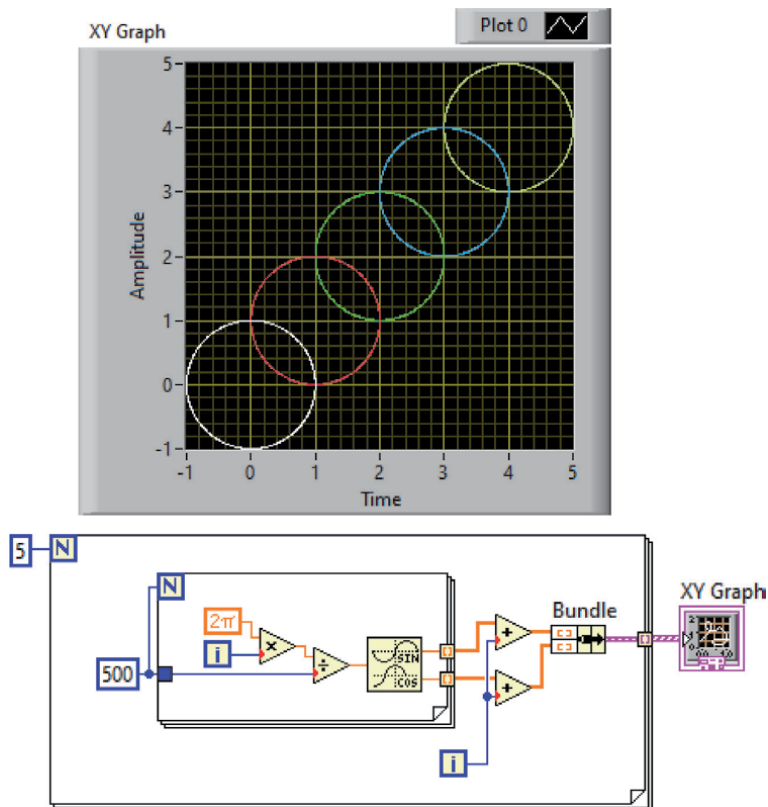 XY Graph
Plot 0
5
4
3
2
1
0
-1
Amplitude
-1 0 1 2 3 4 5
Time
5 N
N
2π
i
×
÷
SIN
COS
500
+
+
i
Bundle
XY Graph